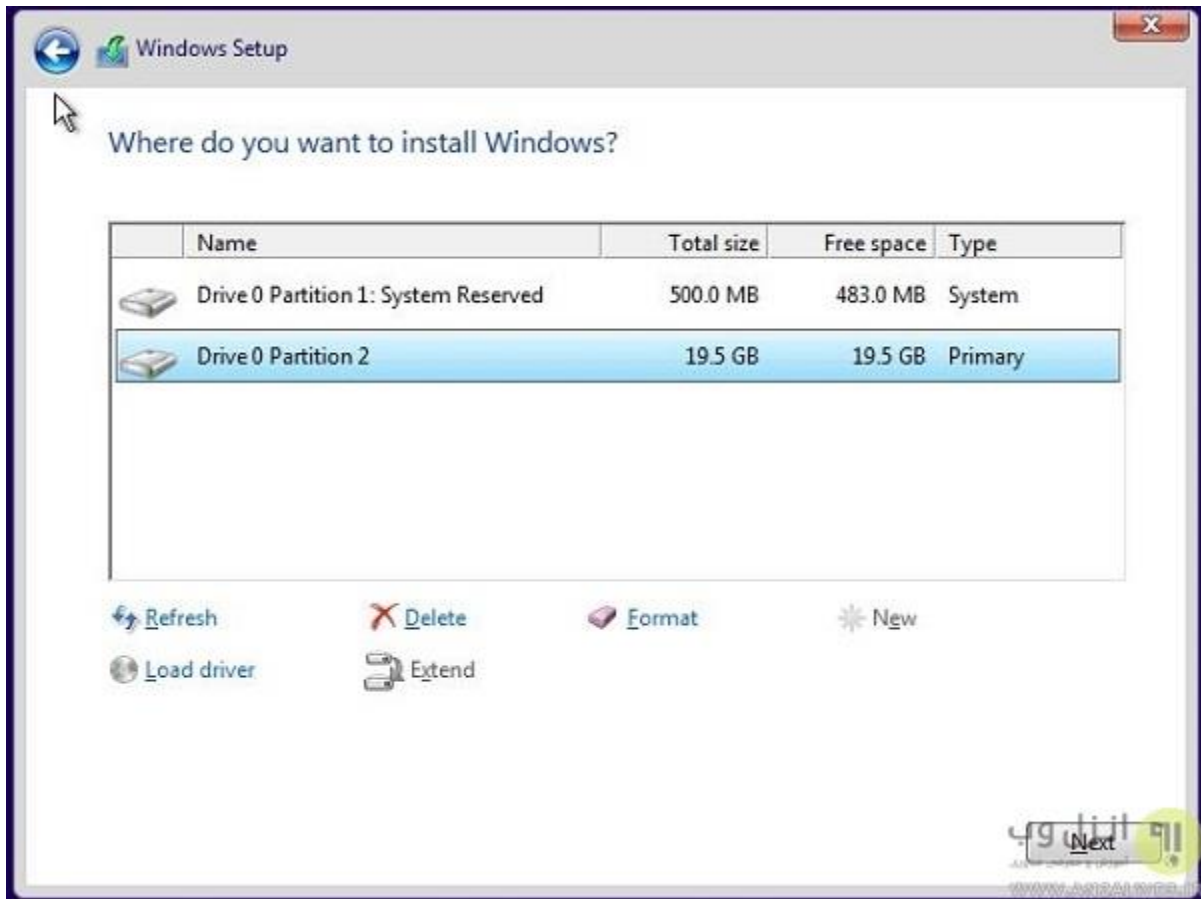 Windows Setup
Where do you want to install Windows?
Name Total size Free space Type
Drive 0 Partition 1: System Reserved 500.0 MB 483.0 MB System
Drive 0 Partition 2 19.5 GB 19.5 GB Primary
Refresh Delete Format New
Load driver Extend
انزل وب
Next